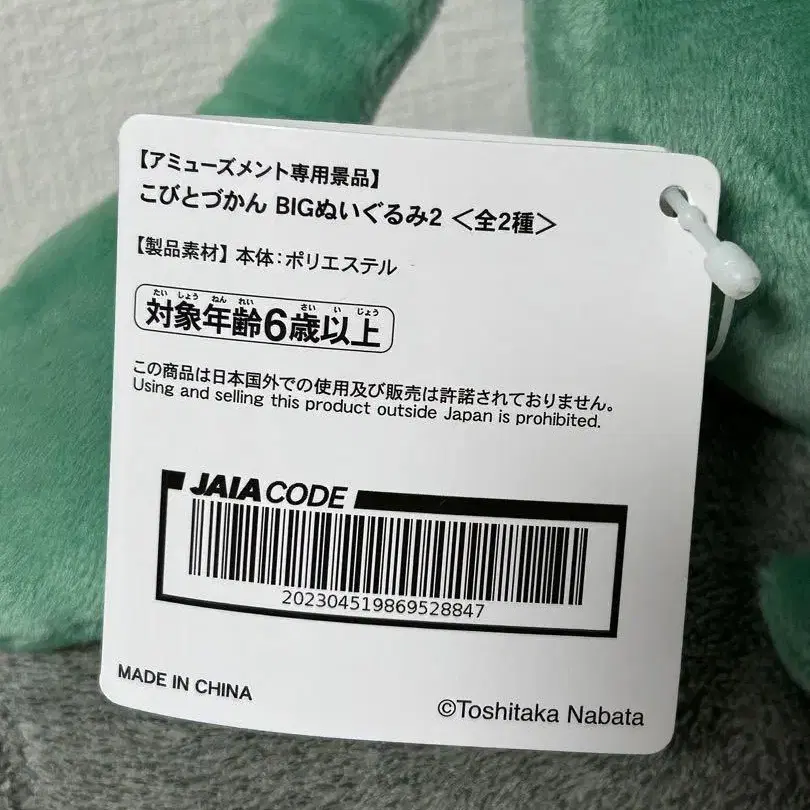 【アミューズメント専用景品】
こびとづかん BIGぬいぐるみ2 ＜全2種＞
【製品素材】本体：ポリエステル
たいしょうねんれい さいいじょう
対象年齢6歳以上
この商品は日本国外での使用及び販売は許諾されておりません。
Using and selling this product outside Japan is prohibited.
JAIA CODE
202304519869528847
MADE IN CHINA
©Toshitaka Nabata